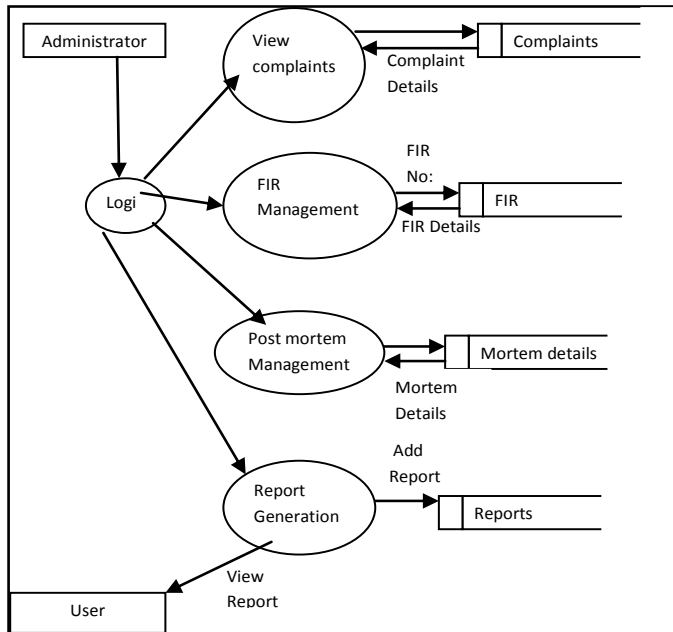 Administrator
View
complaints
Complaint
Details
Complaints
Logi
FIR
Management
FIR
No:
FIR Details
FIR
Post mortem
Management
Mortem
Details
Mortem details
Report
Generation
Add
Report
Reports
View
Report
User